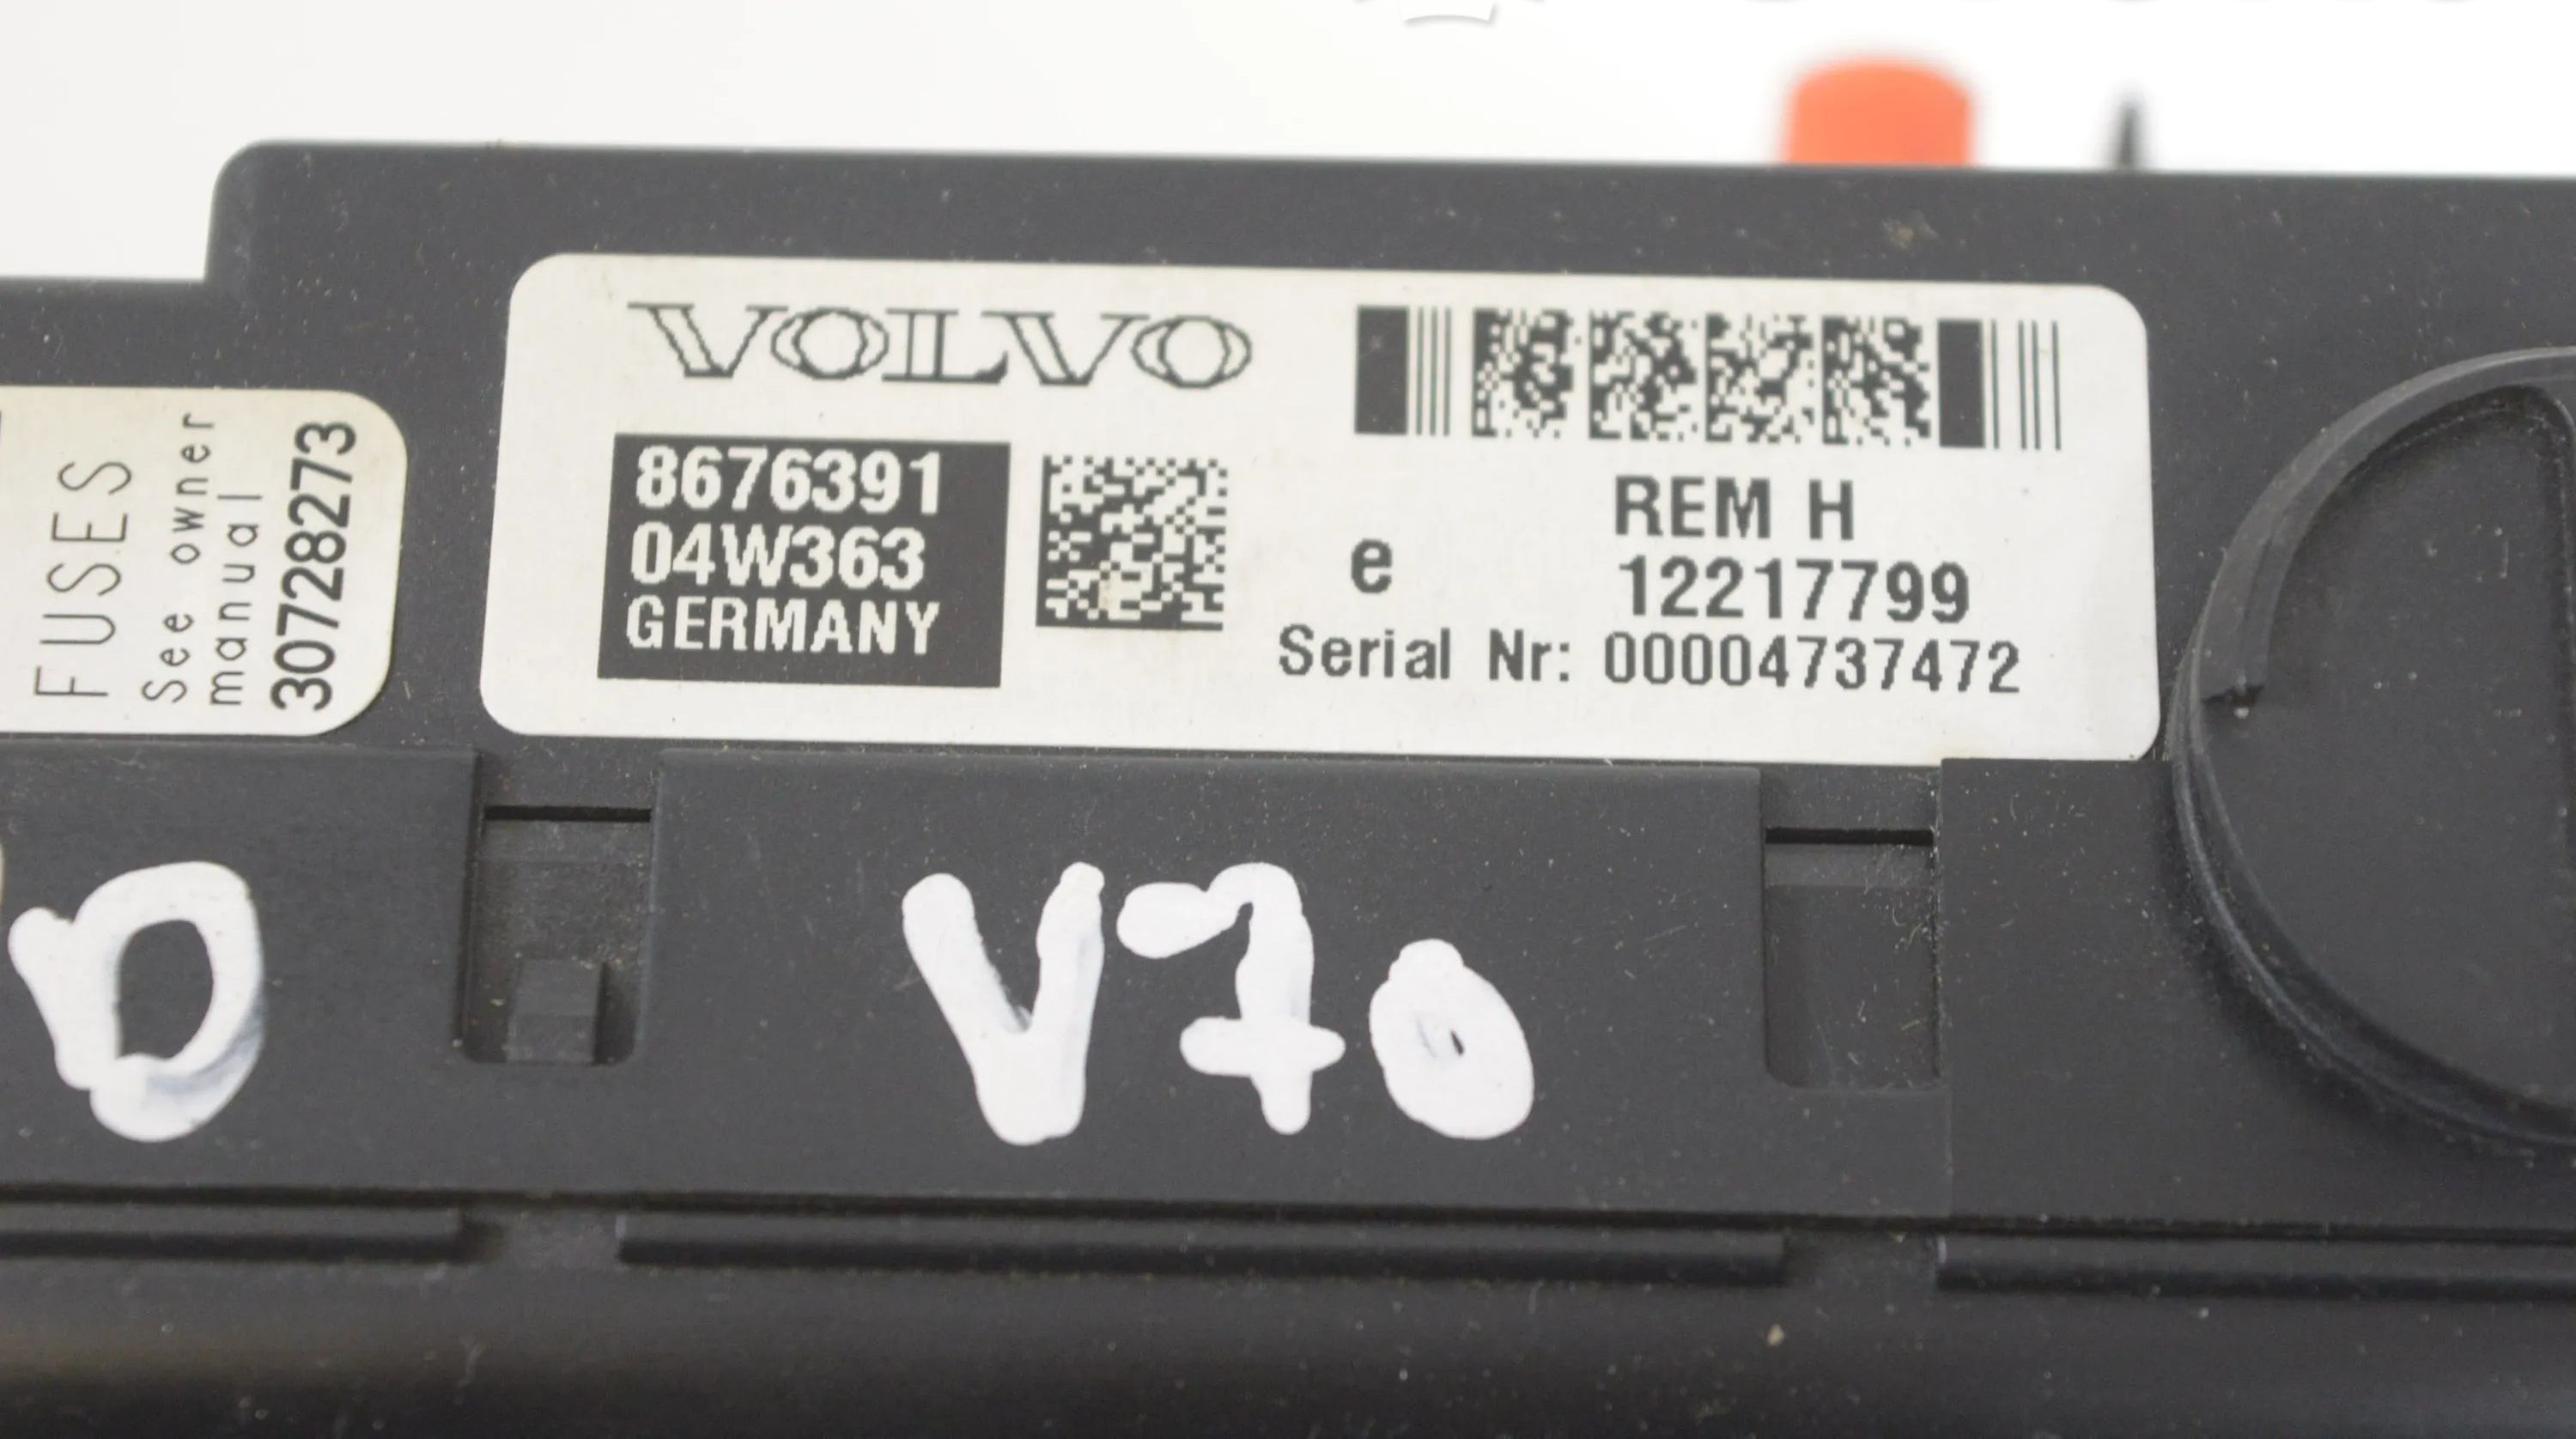 VOLVO
8676391
04W363
GERMANY
REM H
e
12217799
Serial Nr: 00004737472
FUSES
See owner
manual
30728273
V70